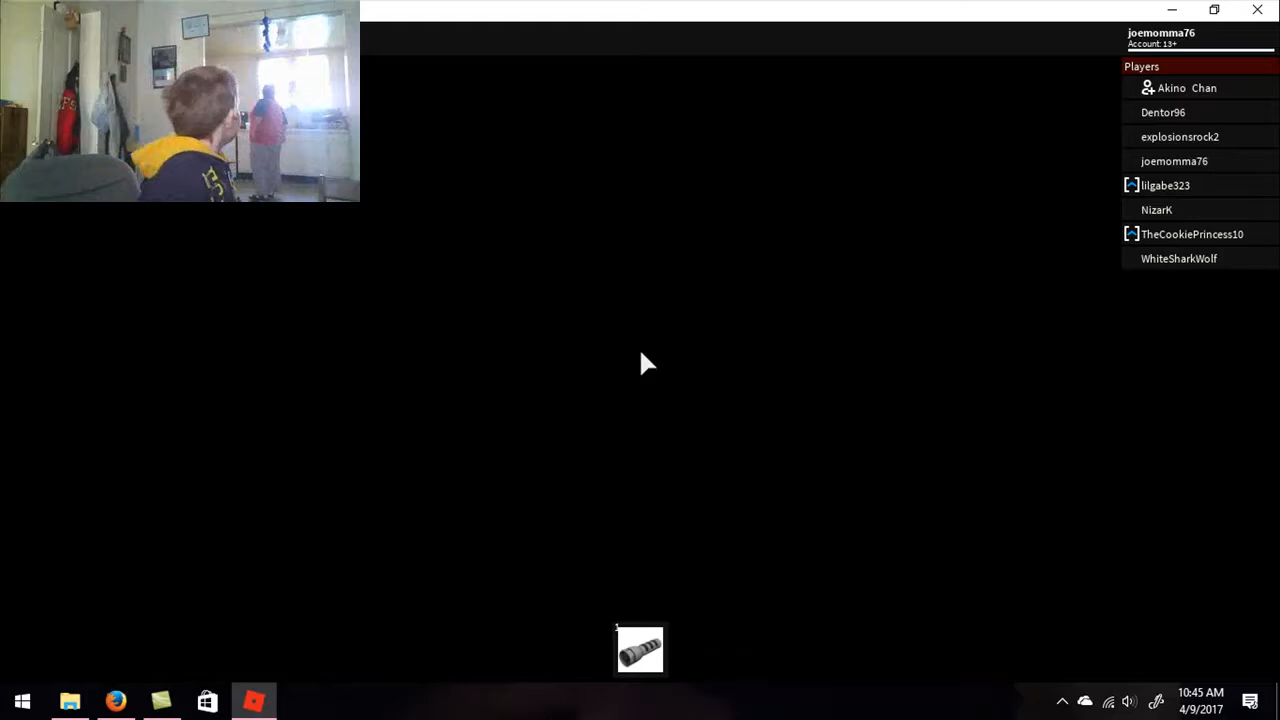 joemomma76
Account: 13+
Players
Akino Chan
Dentor96
explosionsrock2
joemomma76
lilgabe323
NizarK
TheCookiePrincess10
WhiteSharkWolf
1
10:45 AM
4/9/2017